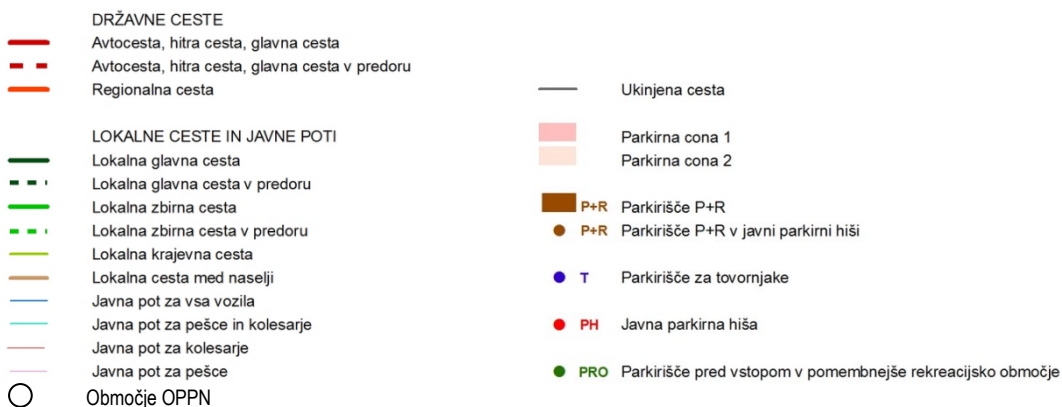 DRŽAVNE CESTE
Avtocesta, hitra cesta, glavna cesta
Avtocesta, hitra cesta, glavna cesta v predoru
Regionalna cesta
LOKALNE CESTE IN JAVNE POTI
Lokalna glavna cesta
Lokalna glavna cesta v predoru
Lokalna zbirna cesta
Lokalna zbirna cesta v predoru
Lokalna krajevna cesta
Lokalna cesta med naselji
Javna pot za vsa vozila
Javna pot za pešce in kolesarje
Javna pot za kolesarje
Javna pot za pešce
Območje OPPN
Ukinjena cesta
Parkirna cona 1
Parkirna cona 2
P+R Parkirišče P+R
P+R Parkirišče P+R v javni parkirni hiši
T Parkirišče za tovornjake
PH Javna parkirna hiša
PRO Parkirišče pred vstopom v pomembnejše rekreacijsko območje